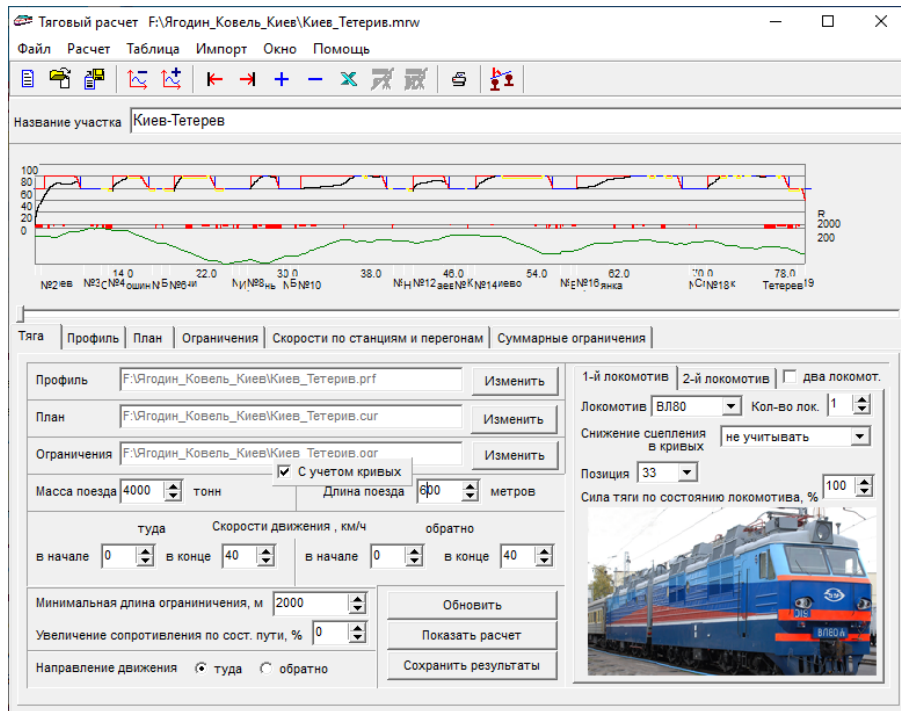 Тяговый расчет F:\Ягодин_Ковель_Киев\Киев_Тетерив.mrw
Файл Расчет Таблица Импорт Окно Помощь
Название участка Киев-Тетерев
100
80
60
40
20
0
R
2000
200
14.0 22.0 30.0 38.0 46.0 54.0 62.0 70.0 78.0
Тетерев19
Тяга Профиль План Ограничения Скорости по станциям и перегонам Суммарные ограничения
Профиль F:\Ягодин_Ковель_Киев\Киев_Тетерив.prf Изменить
План F:\Ягодин_Ковель_Киев\Киев_Тетерив.cur Изменить
Ограничения F:\Ягодин_Ковель_Киев\Киев_Тетерив.ogr Изменить
С учетом кривых
Масса поезда 4000 тонн Длина поезда 600 метров
туда Скорости движения , км/ч обратно
в начале 0 в конце 40 в начале 0 в конце 40
Минимальная длина ограниничения, м 2000
Увеличение сопротивления по сост. пути, % 0
Направление движения туда обратно
Обновить
Показать расчет
Сохранить результаты
1-й локомотив 2-й локомотив два локомот.
Локомотив ВЛ80 Кол-во лок. 1
Снижение сцепления
в кривых не учитывать
Позиция 33
Сила тяги по состоянию локомотива, % 100